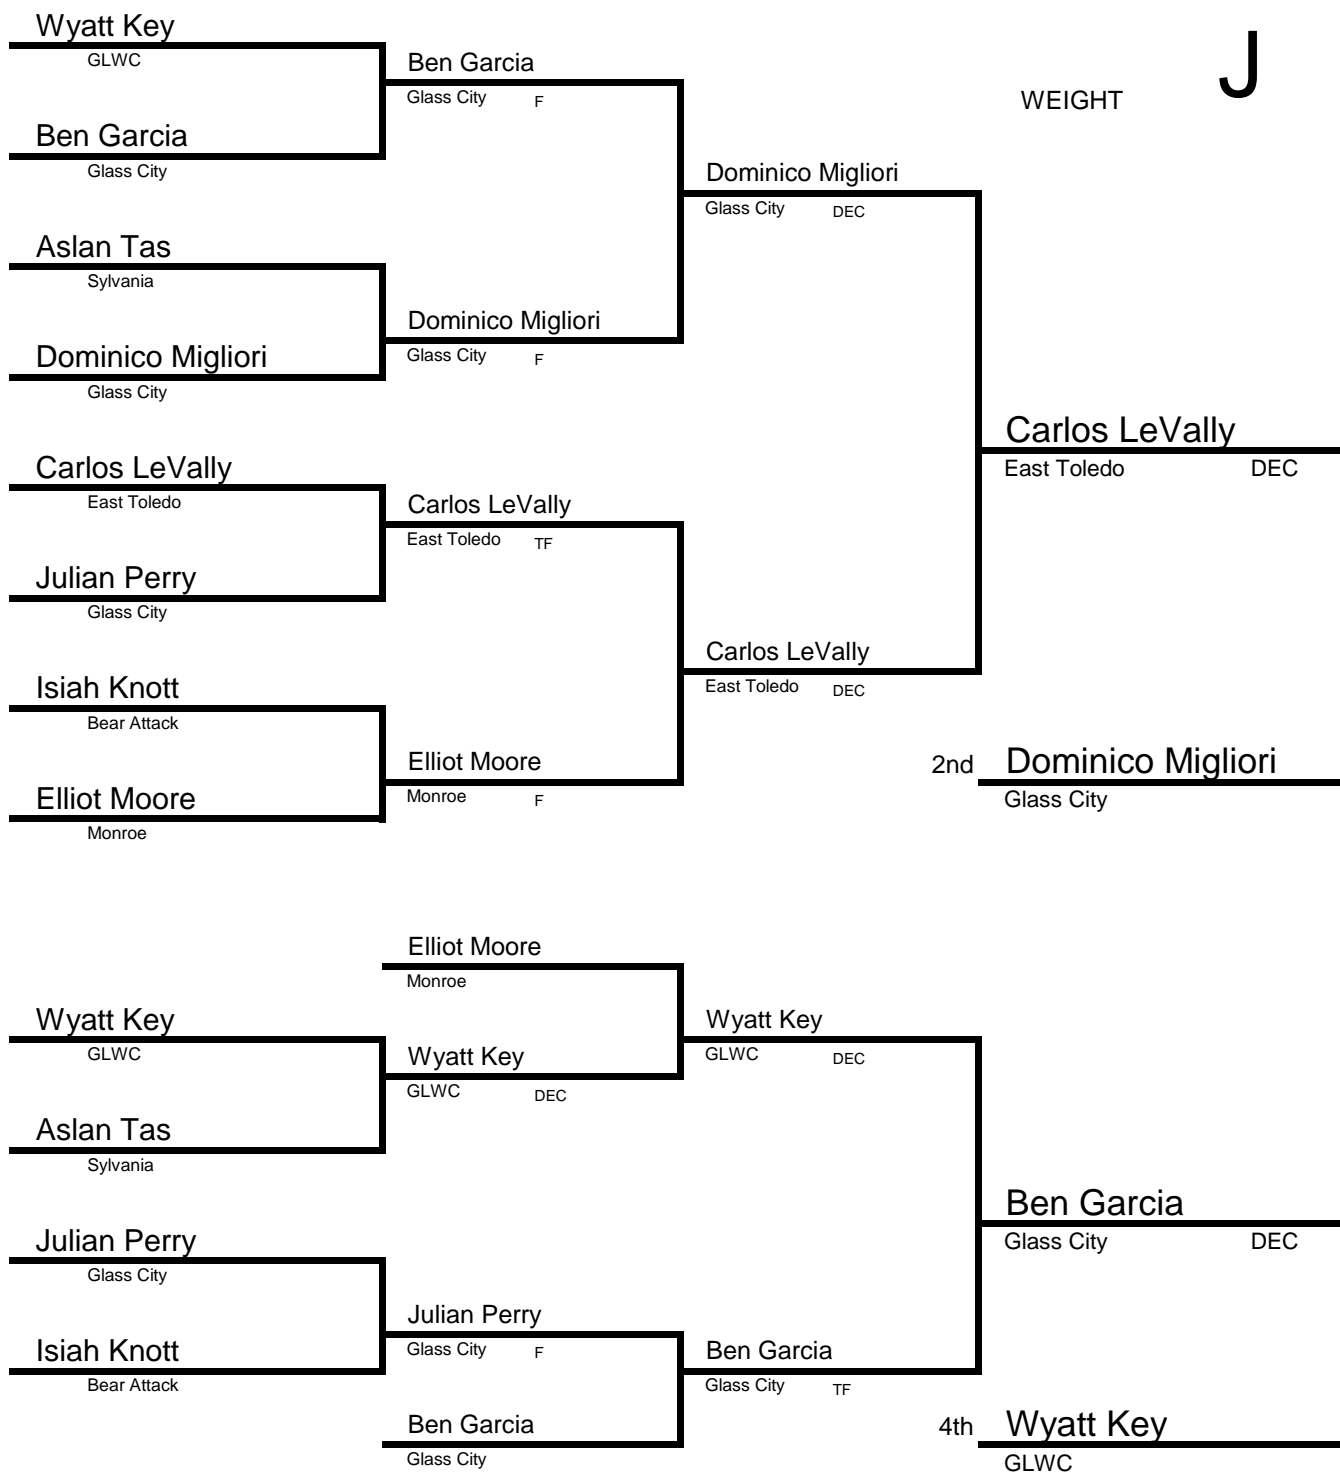 Wyatt Key
GLWC
Ben Garcia
Glass City F
J
WEIGHT
Ben Garcia
Glass City
Dominico Migliori
Glass City DEC
Aslan Tas
Sylvania
Dominico Migliori
Glass City F
Dominico Migliori
Glass City
Carlos LeVally
East Toledo DEC
Carlos LeVally
East Toledo
Carlos LeVally
East Toledo TF
Julian Perry
Glass City
Carlos LeVally
East Toledo DEC
Isiah Knott
Bear Attack
Elliot Moore
Monroe F
2nd Dominico Migliori
Glass City
Elliot Moore
Monroe
Elliot Moore
Monroe
Wyatt Key
GLWC
Wyatt Key
GLWC DEC
Wyatt Key
GLWC DEC
Aslan Tas
Sylvania
Ben Garcia
Glass City DEC
Julian Perry
Glass City
Julian Perry
Glass City F
Isiah Knott
Bear Attack
Ben Garcia
Glass City TF
Ben Garcia
Glass City
4th Wyatt Key
GLWC